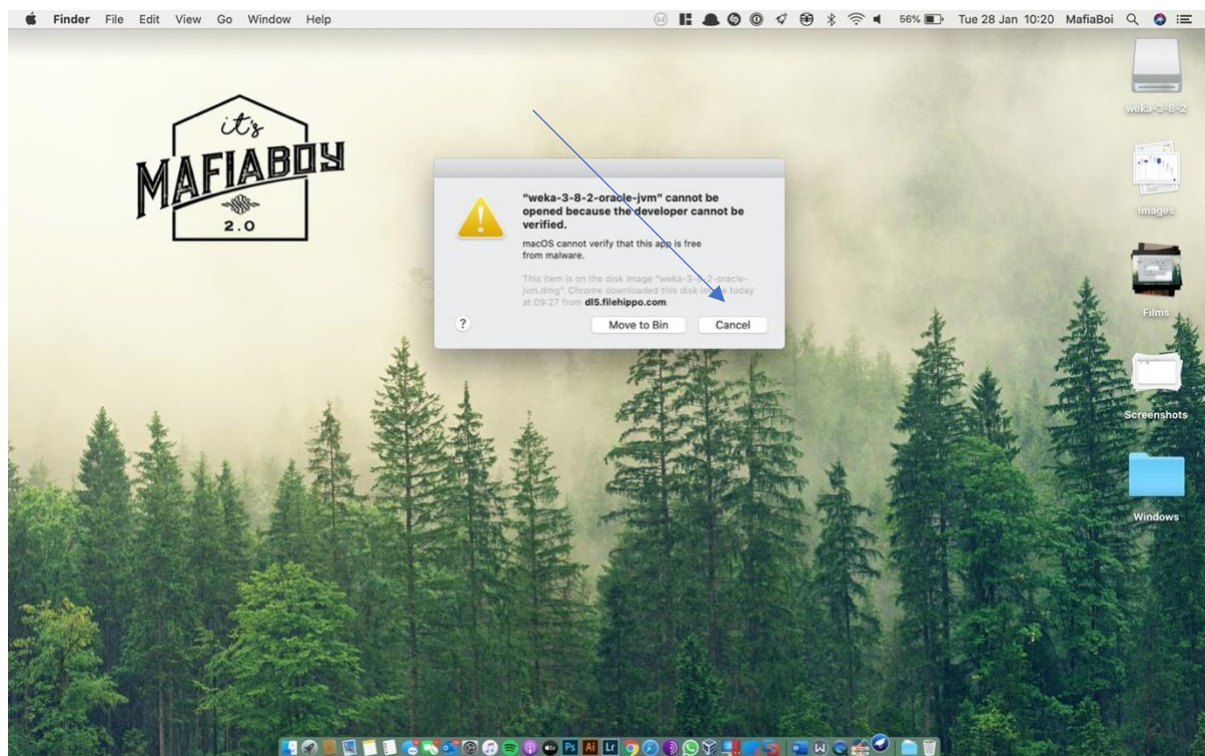 Finder File Edit View Go Window Help
56% Tue 28 Jan 10:20 MafiaBoi
it's
MAFIABOY
2.0
"weka-3-8-2-oracle-jvm" cannot be
opened because the developer cannot be
verified.
macOS cannot verify that this app is free
from malware.
This item is on the disk image "weka-3-8-2-oracle-
jvm.dmg". Chrome downloaded this disk image today
at 09:27 from dl5.filehippo.com.
? Move to Bin Cancel
weka-3-8-2
Images
Films
Screenshots
Windows
Ps Ai Lr